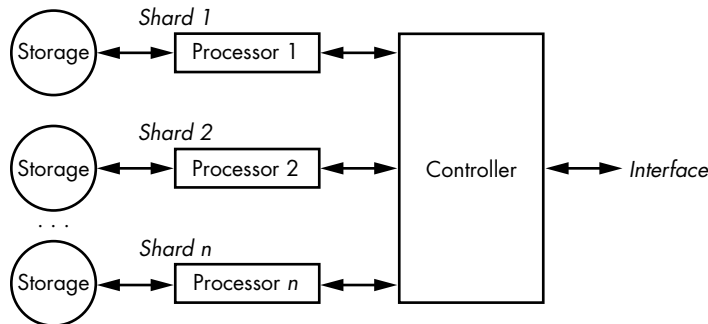 Shard 1
Storage Processor 1
Shard 2
Storage Processor 2 Controller Interface
. . .
Shard n
Storage Processor n